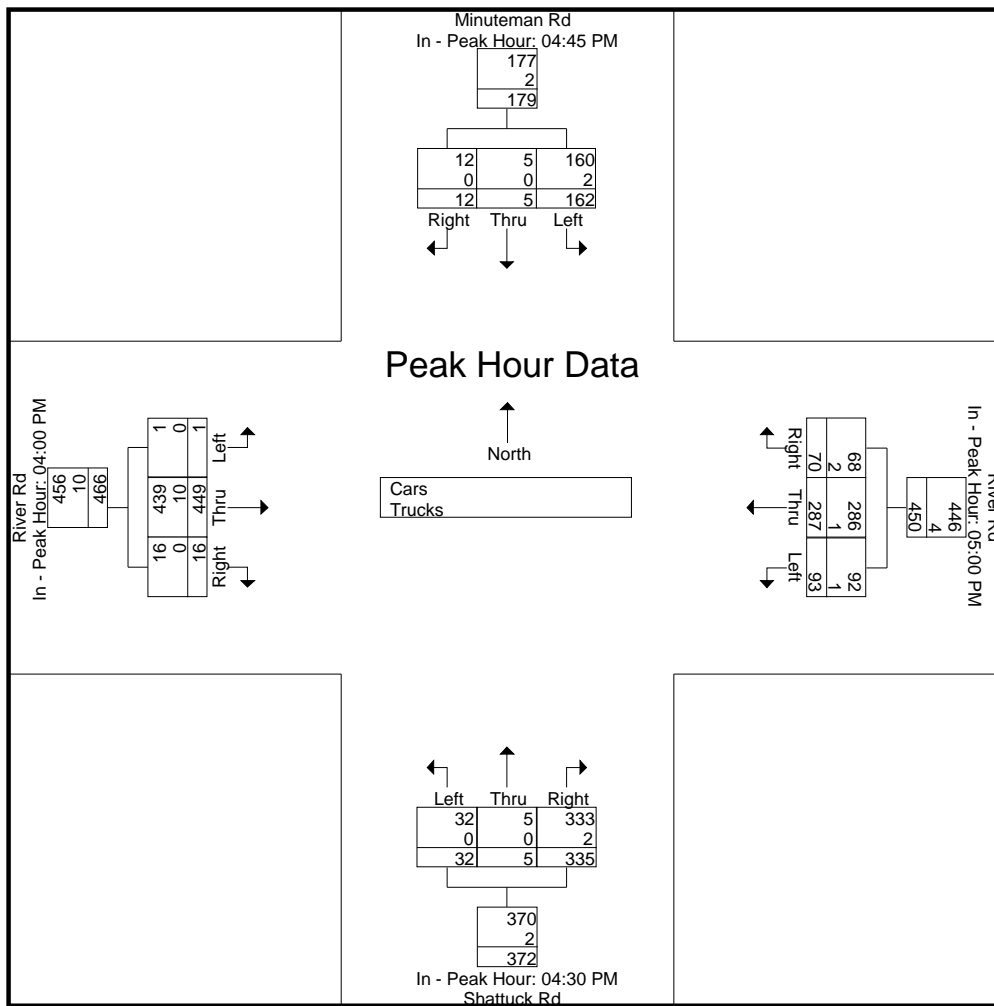 Minuteman Rd
In - Peak Hour: 04:45 PM
177
2
179
12 5 160
0 0 2
12 5 162
Right Thru Left
Peak Hour Data
North
Cars
Trucks
River Rd
In - Peak Hour: 04:00 PM
456
10
466
1 0 1
439 10 449
16 0 16
Left
Thru
Right
Right
Thru
Left
68
2
70
286
1
287
92
1
93
446
4
450
In - Peak Hour: 05:00 PM
River Rd
Left Thru Right
32 5 333
0 0 2
32 5 335
370
2
372
In - Peak Hour: 04:30 PM
Shattuck Rd